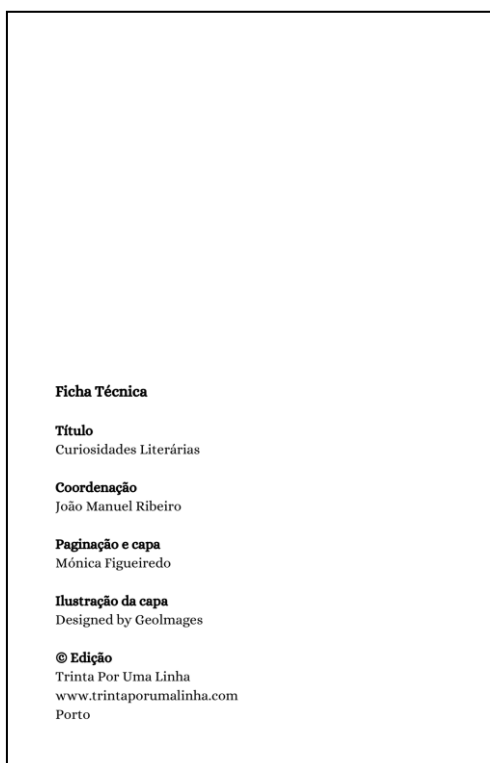 Ficha Técnica
Título
Curiosidades Literárias
Coordenação
João Manuel Ribeiro
Paginação e capa
Mónica Figueiredo
Ilustração da capa
Designed by GeoImages
© Edição
Trinta Por Uma Linha
www.trintaporumalinha.com
Porto